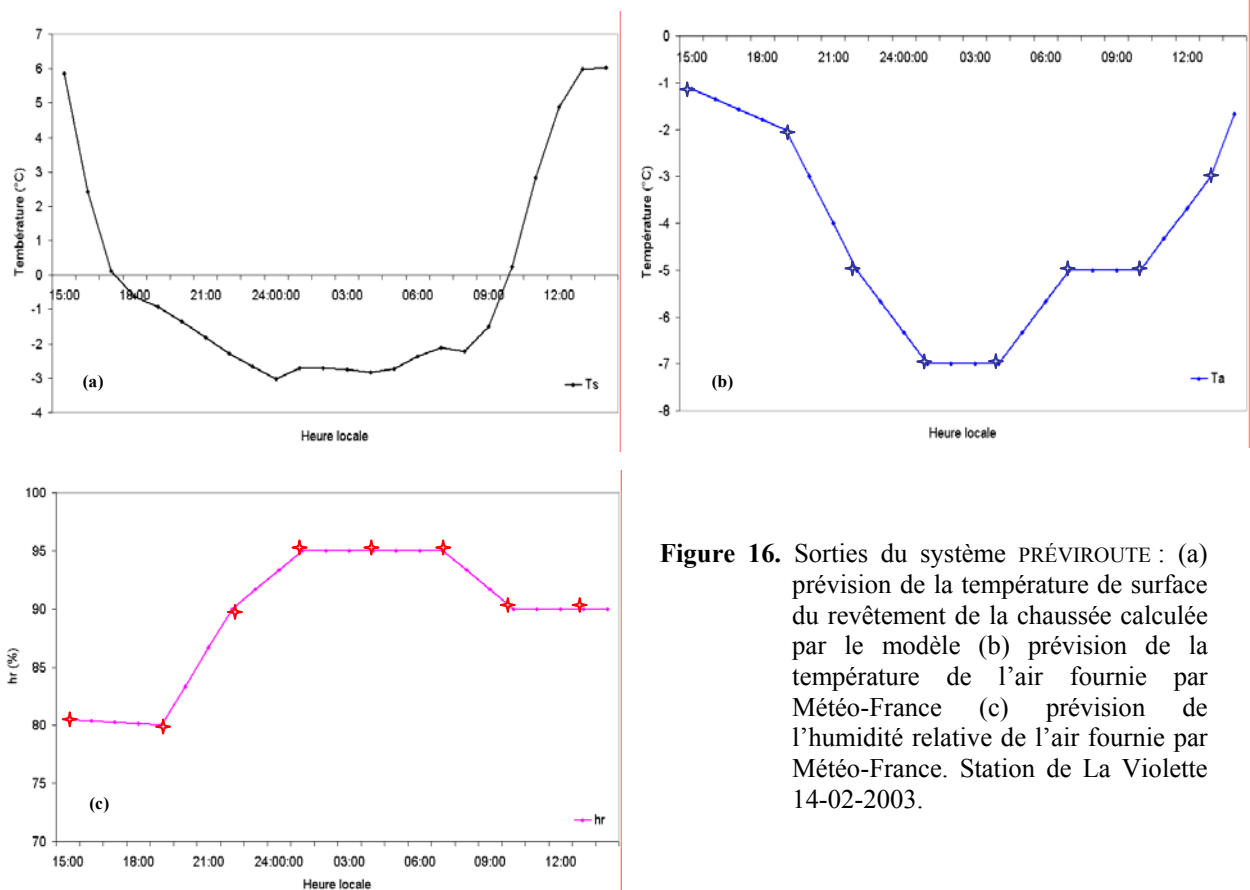 7
6
5
4
3
2
1
0
-1
-2
-3
-4
Tembérature (°C)
15:00 18:00 21:00 24:00:00 03:00 06:00 09:00 12:00
(a)
Ts
Heure locale
0
-1
-2
-3
-4
-5
-6
-7
-8
Température (°C)
15:00 18:00 21:00 24:00:00 03:00 06:00 09:00 12:00
(b)
Ta
Heure locale
100
95
90
85
80
75
70
hr (%)
(c)
hr
15:00 18:00 21:00 24:00:00 03:00 06:00 09:00 12:00
Heure locale
Figure 16. Sorties du système PRÉVIROUTE : (a)
prévision de la température de surface
du revêtement de la chaussée calculée
par le modèle (b) prévision de la
température de l’air fournie par
Météo-France (c) prévision de
l’humidité relative de l’air fournie par
Météo-France. Station de La Violette
14-02-2003.